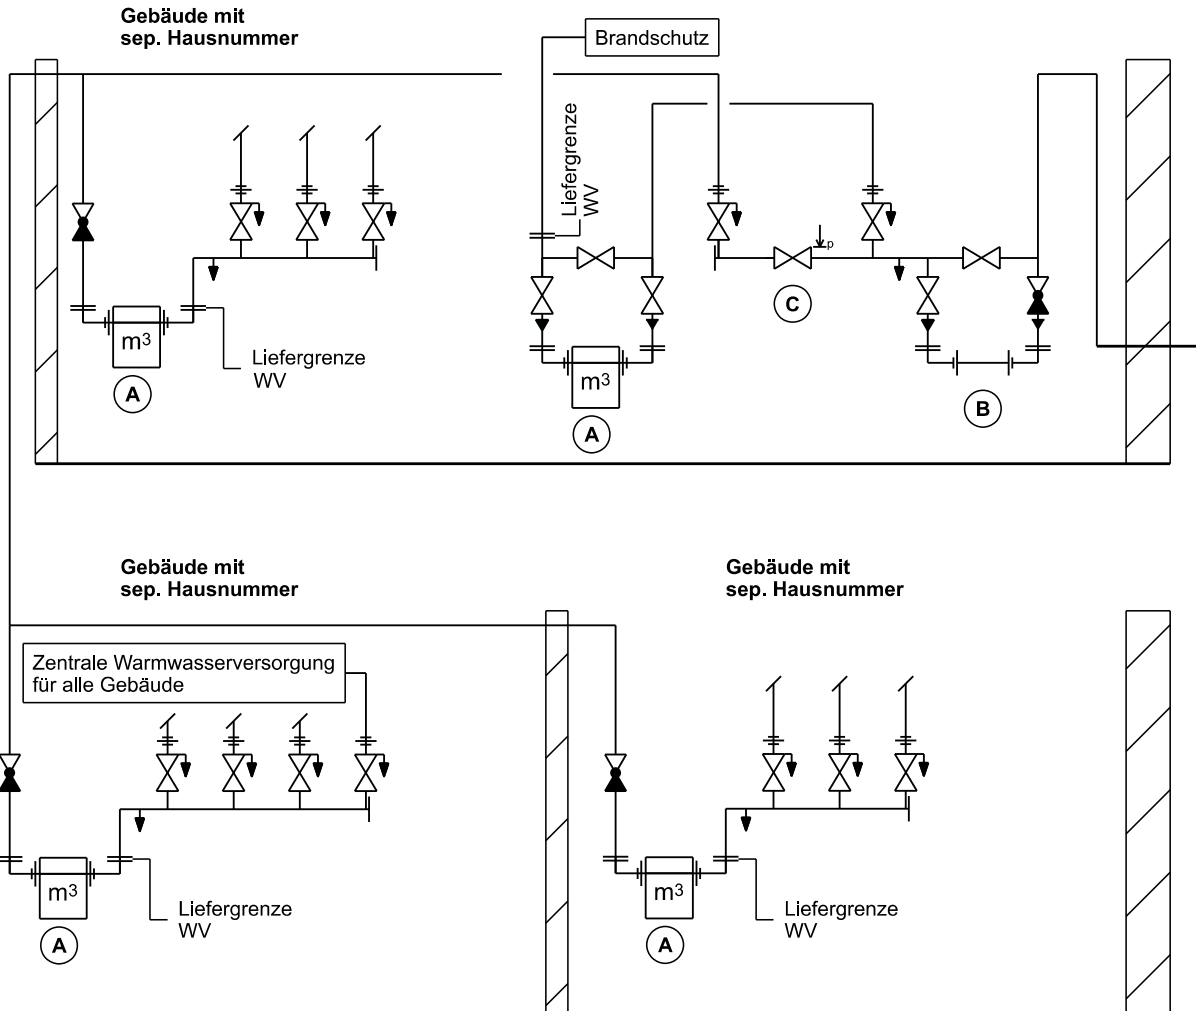 Gebäude mit
sep. Hausnummer
Brandschutz
Liefergrenze
WV
p
C
m³
A
Liefergrenze
WV
m³
A
B
Gebäude mit
sep. Hausnummer
Gebäude mit
sep. Hausnummer
Zentrale Warmwasserversorgung
für alle Gebäude
m³
A
Liefergrenze
WV
m³
A
Liefergrenze
WV